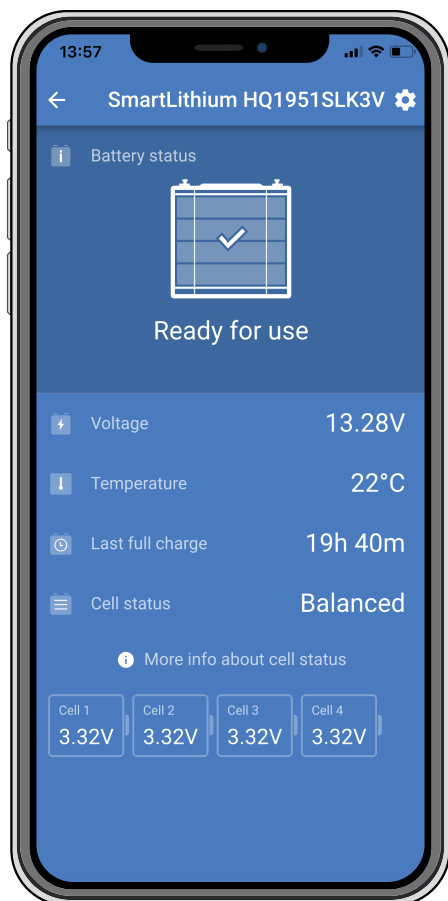 13:57
SmartLithium HQ1951SLK3V
Battery status
Ready for use
Voltage 13.28V
Temperature 22°C
Last full charge 19h 40m
Cell status Balanced
More info about cell status
Cell 1 Cell 2 Cell 3 Cell 4
3.32V 3.32V 3.32V 3.32V